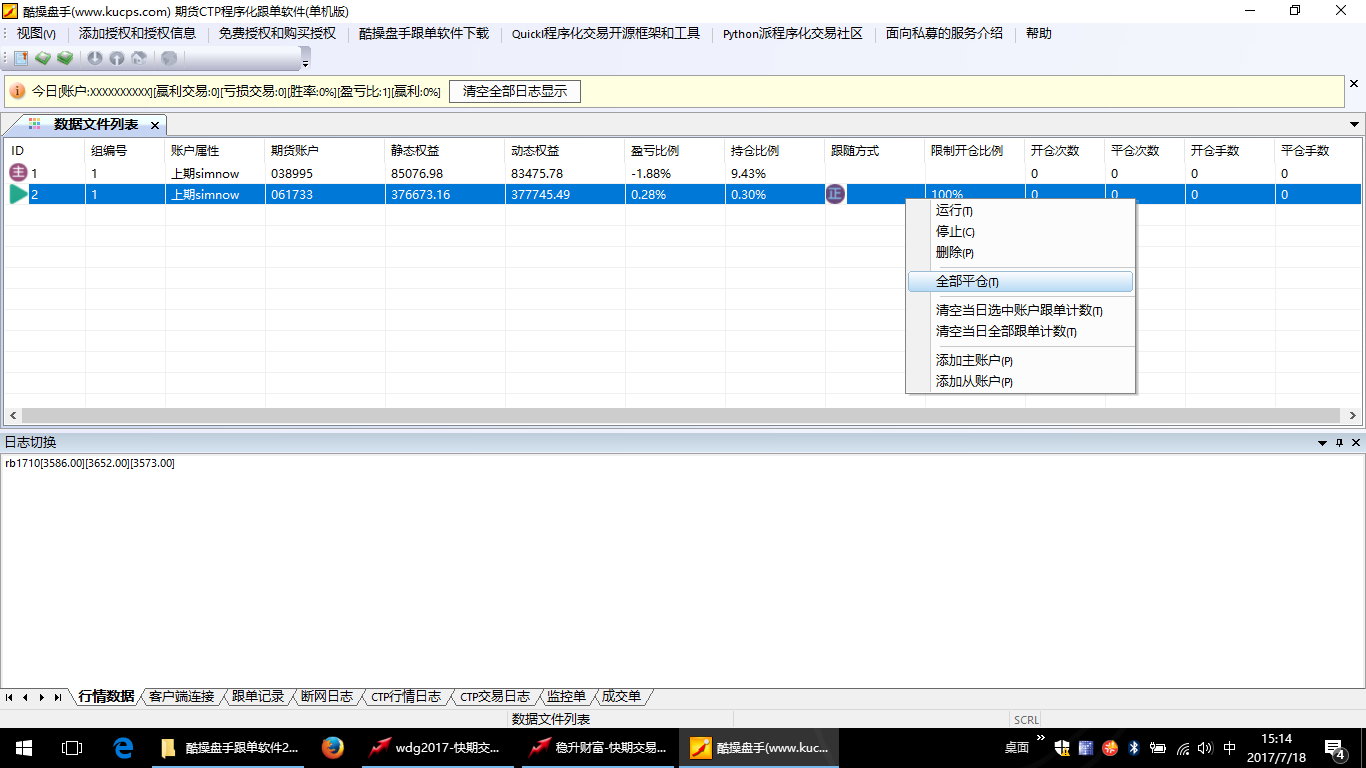 酷操盘手(www.kucps.com) 期货CTP程序化跟单软件(单机版)
视图(V) 添加授权和授权信息 免费授权和购买授权 酷操盘手跟单软件下载 QuickI程序化交易开源框架和工具 Python派程序化交易社区 面向私募的服务介绍 帮助
今日[账户:XXXXXXXXXX][赢利交易:0][亏损交易:0][胜率:0%][盈亏比:1][赢利:0%] 清空全部日志显示
数据文件列表
ID 组编号 账户属性 期货账户 静态权益 动态权益 盈亏比例 持仓比例 跟随方式 限制开仓比例 开仓次数 平仓次数 开仓手数 平仓手数
主 1 1 上期simnow 038995 85076.98 83475.78 -1.88% 9.43% 0 0 0 0
2 1 上期simnow 061733 376673.16 377745.49 0.28% 0.30% 正 100% 0 0 0 0
运行(T)
停止(C)
删除(P)
全部平仓(T)
清空当日选中账户跟单计数(T)
清空当日全部跟单计数(T)
添加主账户(P)
添加从账户(P)
日志切换
rb1710[3586.00][3652.00][3573.00]
行情数据 客户端连接 跟单记录 断网日志 CTP行情日志 CTP交易日志 监控单 成交单
数据文件列表 SCRL
酷操盘手跟单软件2... wdg2017-快期交... 稳升财富-快期交易... 酷操盘手(www.kuc... 桌面 中 15:14
2017/7/18 4